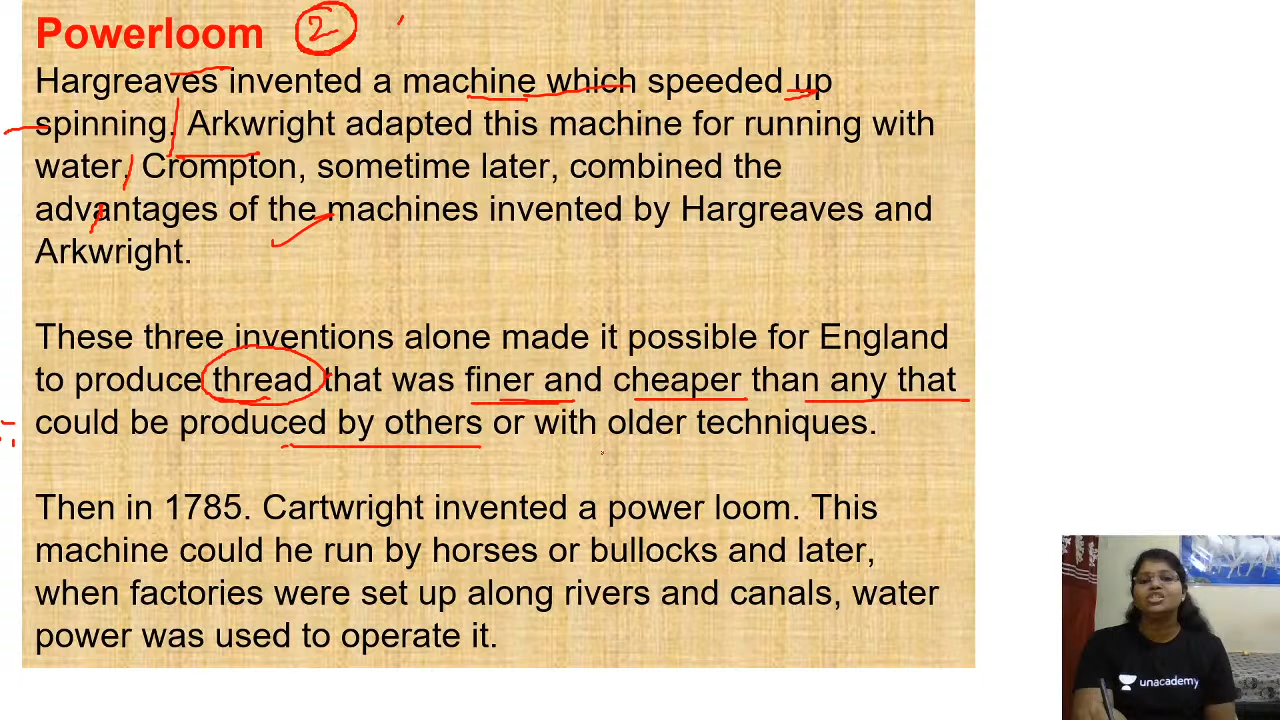 Powerloom 2
Hargreaves invented a machine which speeded up
spinning. Arkwright adapted this machine for running with
water, Crompton, sometime later, combined the
advantages of the machines invented by Hargreaves and
Arkwright.
These three inventions alone made it possible for England
to produce thread that was finer and cheaper than any that
could be produced by others or with older techniques.
Then in 1785. Cartwright invented a power loom. This
machine could he run by horses or bullocks and later,
when factories were set up along rivers and canals, water
power was used to operate it.
unacademy